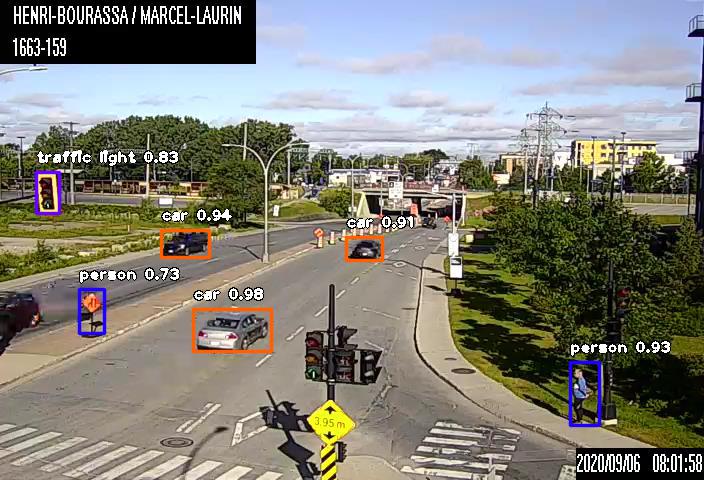 HENRI-BOURASSA / MARCEL-LAURIN
1663-159
traffic light 0.83
car 0.94
car 0.91
person 0.73
car 0.98
person 0.93
3,95 m
2020/09/06 08:01:58